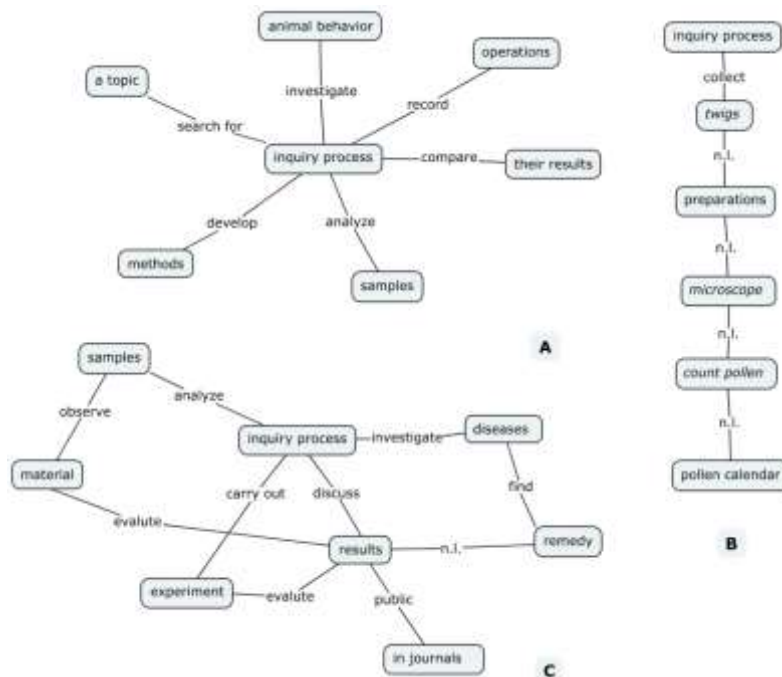 animal behavior
operations
a topic
investigate
record
search for
inquiry process
compare
their results
develop
analyze
methods
samples
A
inquiry process
collect
twigs
n.l.
preparations
n.l.
microscope
n.l.
count pollen
n.l.
pollen calendar
B
samples
analyze
observe
inquiry process
investigate
diseases
material
carry out
discuss
find
evalute
results
n.l.
remedy
experiment
evalute
public
in journals
C